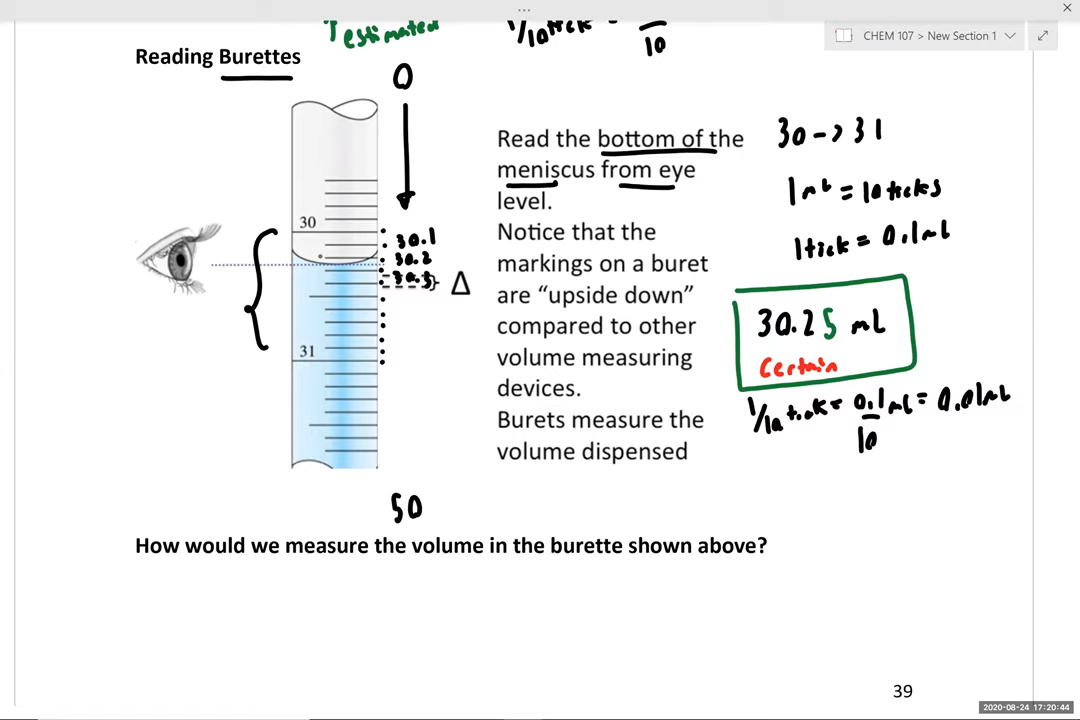 ↑ estimated
1/10 tick =
10
CHEM 107 > New Section 1
Reading Burettes
0
Read the bottom of the
meniscus from eye
level.
Notice that the
markings on a buret
are “upside down”
compared to other
volume measuring
devices.
Burets measure the
volume dispensed
30
30.1
30.2
30.3
Δ
31
50
30 -> 31
1 mL = 10 ticks
1 tick = 0.1 mL
30.25 mL
Certain
1/10 tick = 0.1 mL = 0.01 mL
10
How would we measure the volume in the burette shown above?
39
2020-08-24 17:20:44